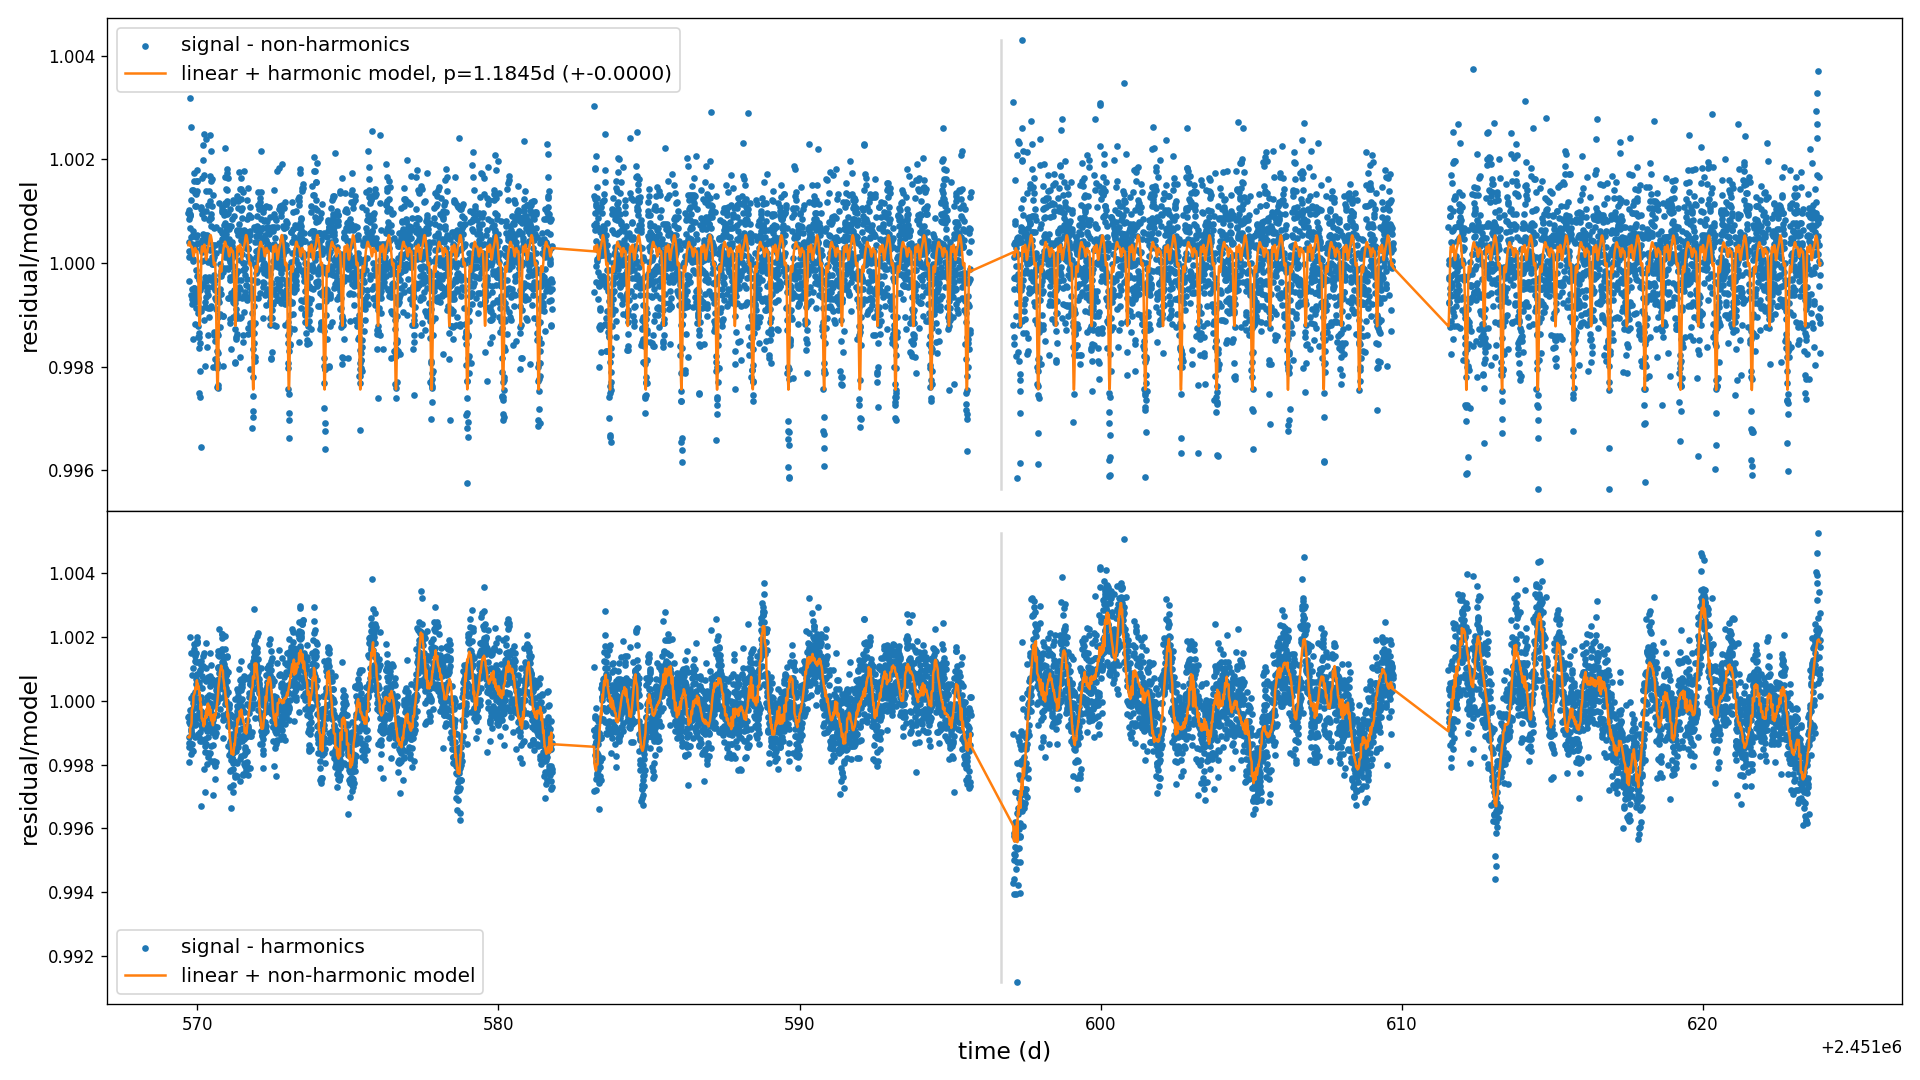 signal - non-harmonics
linear + harmonic model, p=1.1845d (+-0.0000)
1.004
1.002
1.000
0.998
0.996
residual/model
1.004
1.002
1.000
0.998
0.996
0.994
0.992
residual/model
signal - harmonics
linear + non-harmonic model
570 580 590 600 610 620
time (d)
+2.451e6